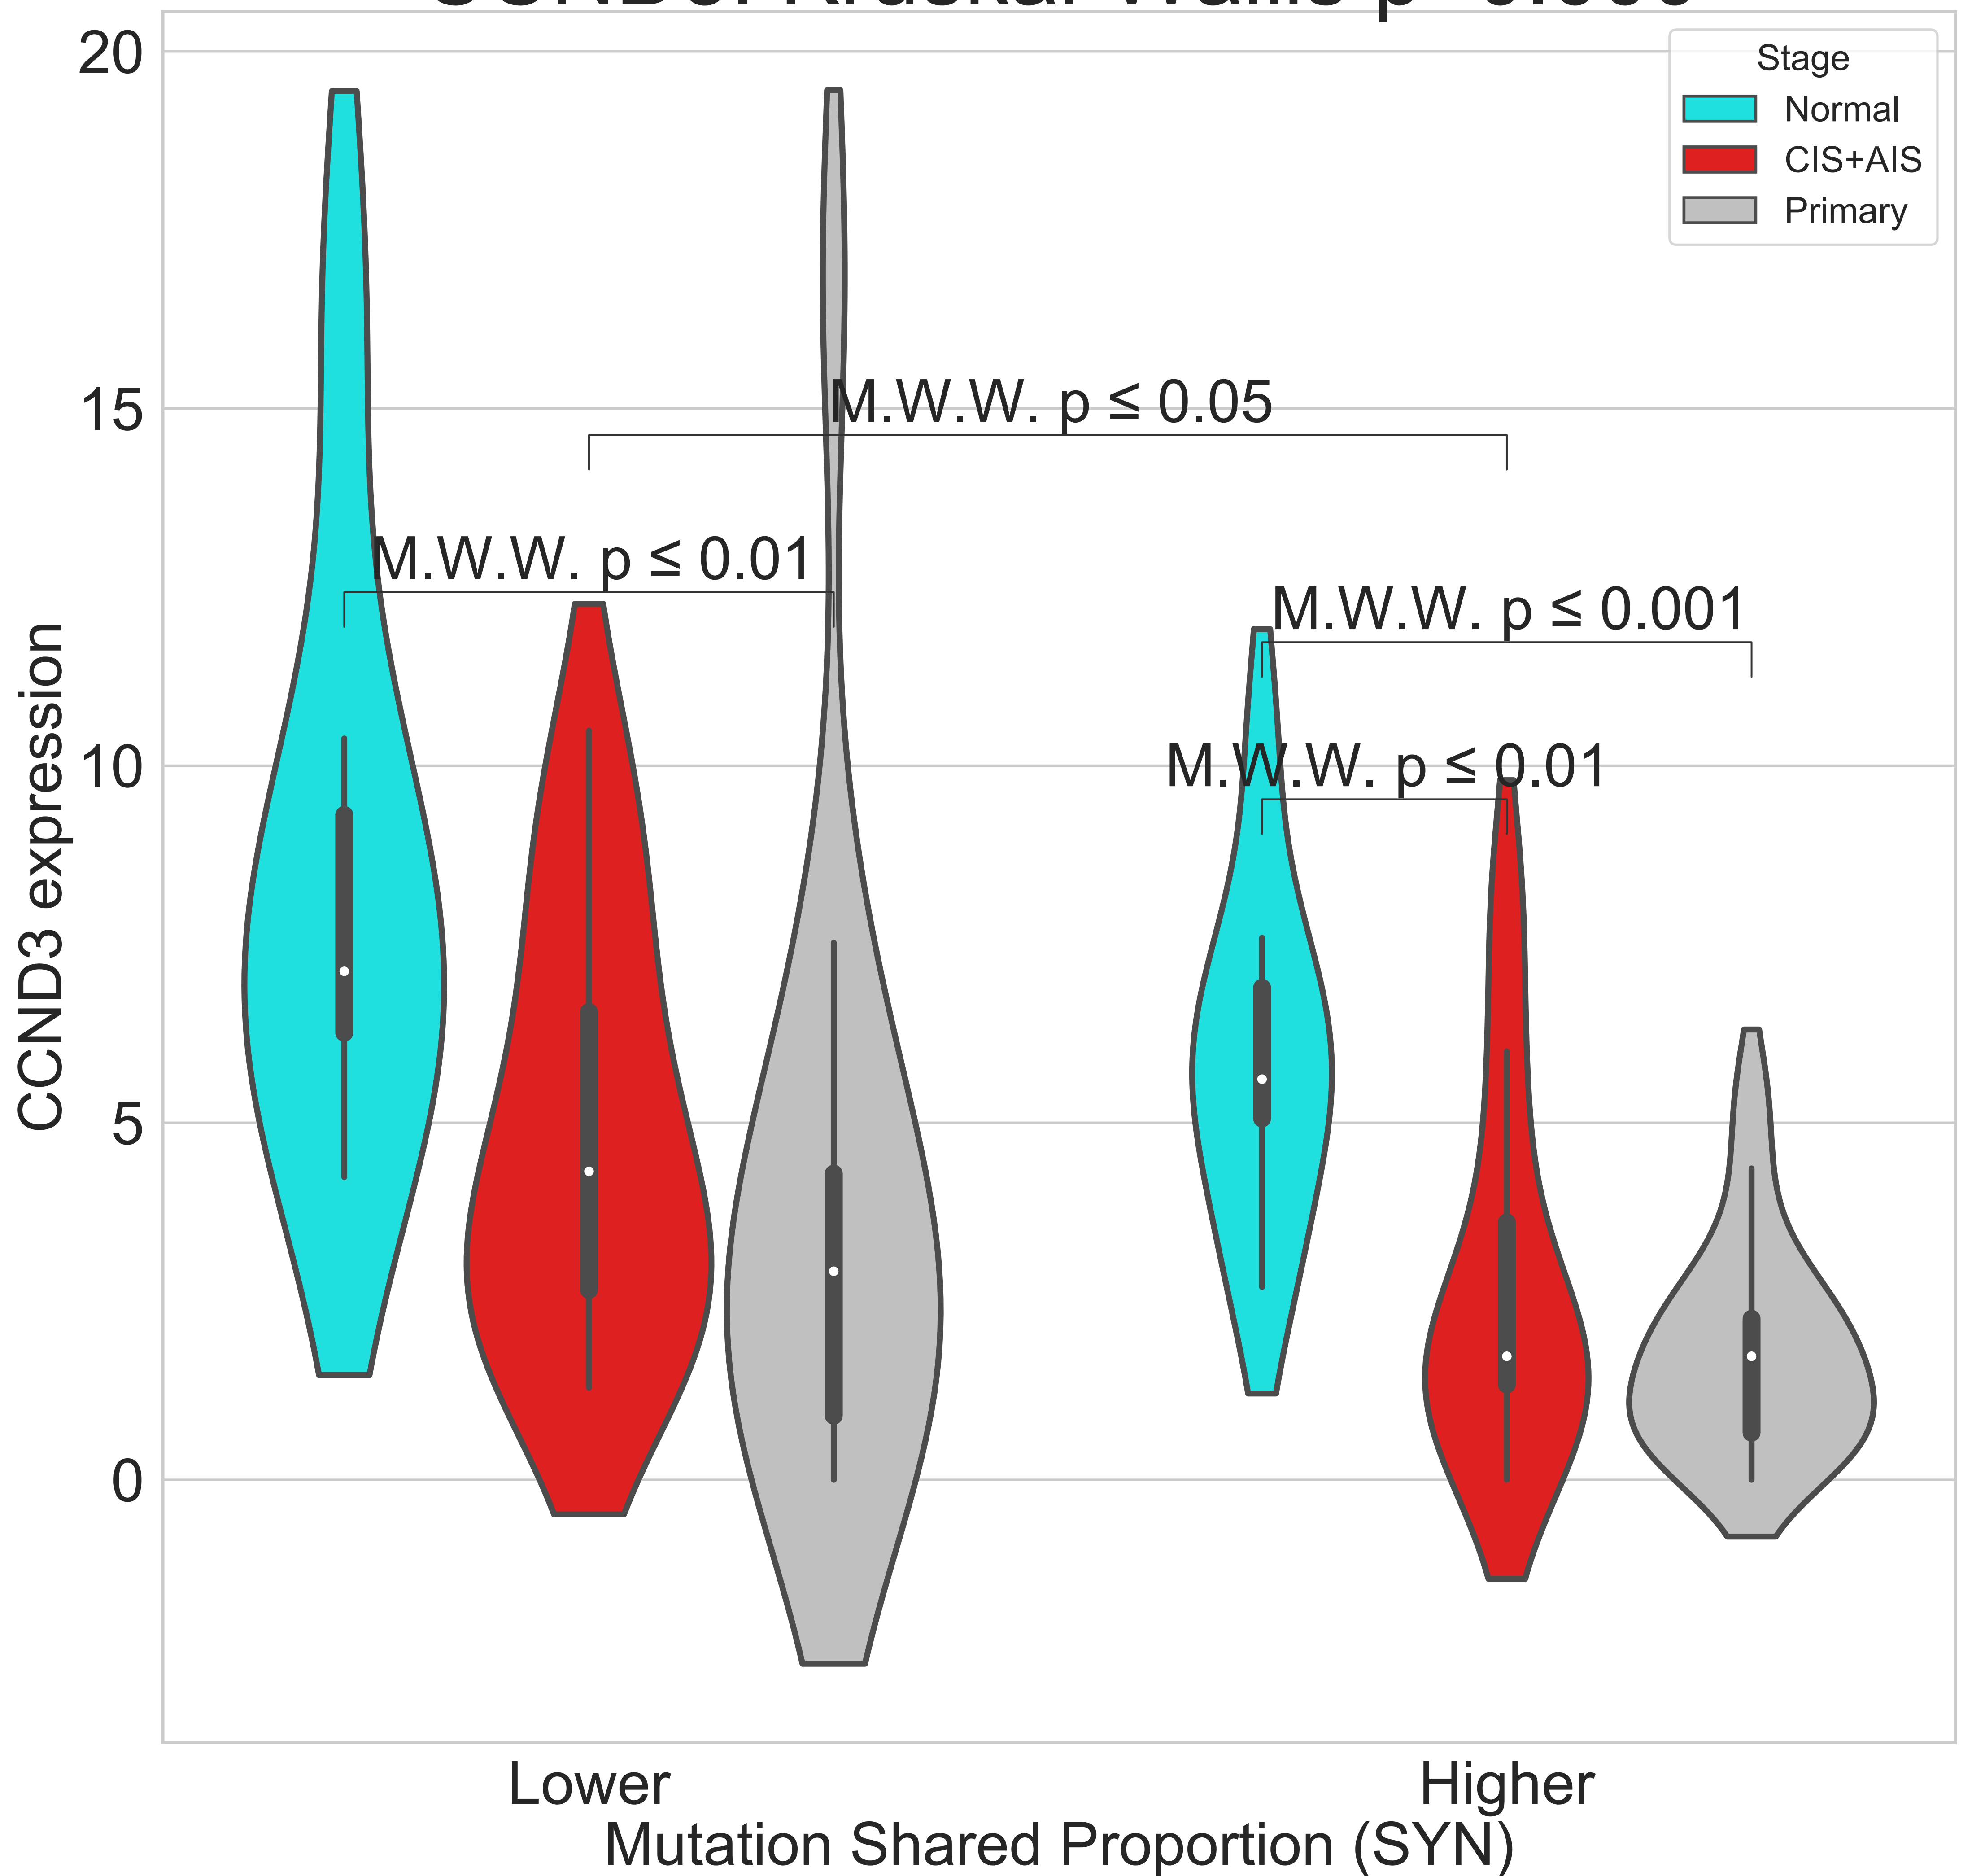 20
15
10
5
0
CCND3 expression
Stage
Normal
CIS+AIS
Primary
M.W.W. p ≤ 0.05
M.W.W. p ≤ 0.01
M.W.W. p ≤ 0.001
M.W.W. p ≤ 0.01
Lower
Higher
Mutation Shared Proportion (SYN)